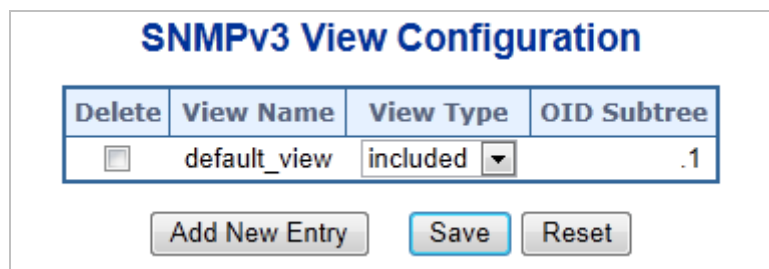 SNMPv3 View Configuration
Delete View Name View Type OID Subtree
default_view included .1
Add New Entry Save Reset